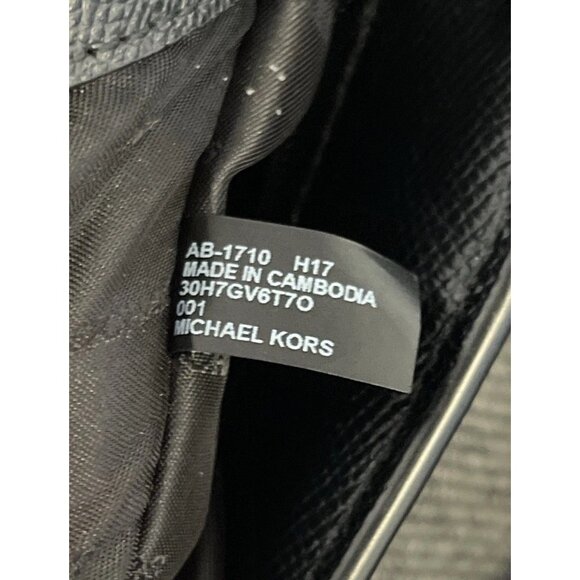 AB-1710 H17
MADE IN CAMBODIA
30H7GV6T7O
001
MICHAEL KORS